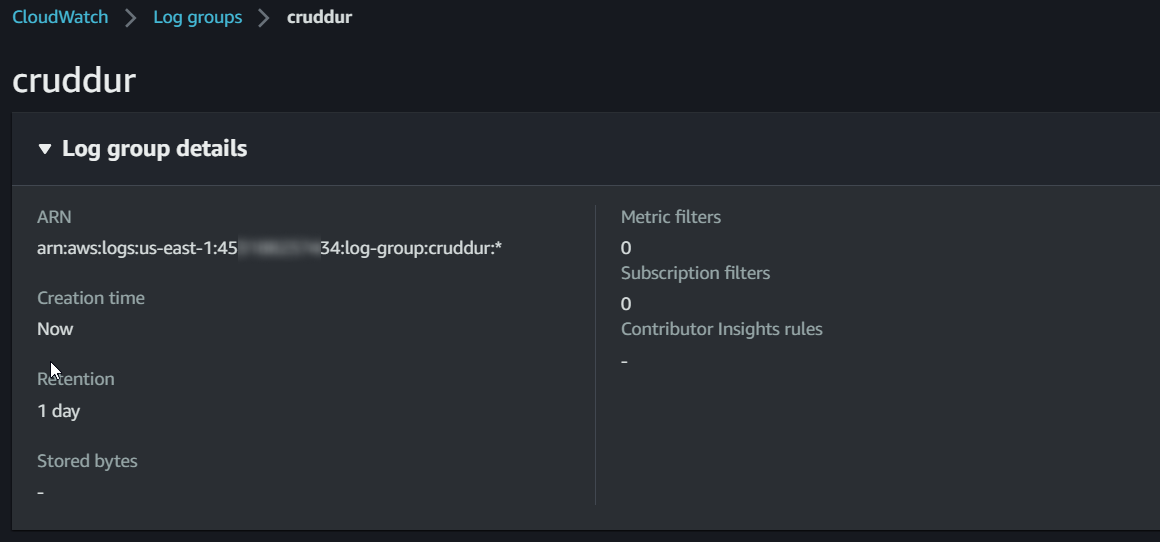 CloudWatch > Log groups > cruddur
cruddur
Log group details
ARN
arn:aws:logs:us-east-1:45 34:log-group:cruddur:*
Creation time
Now
Retention
1 day
Stored bytes
-
Metric filters
0
Subscription filters
0
Contributor Insights rules
-